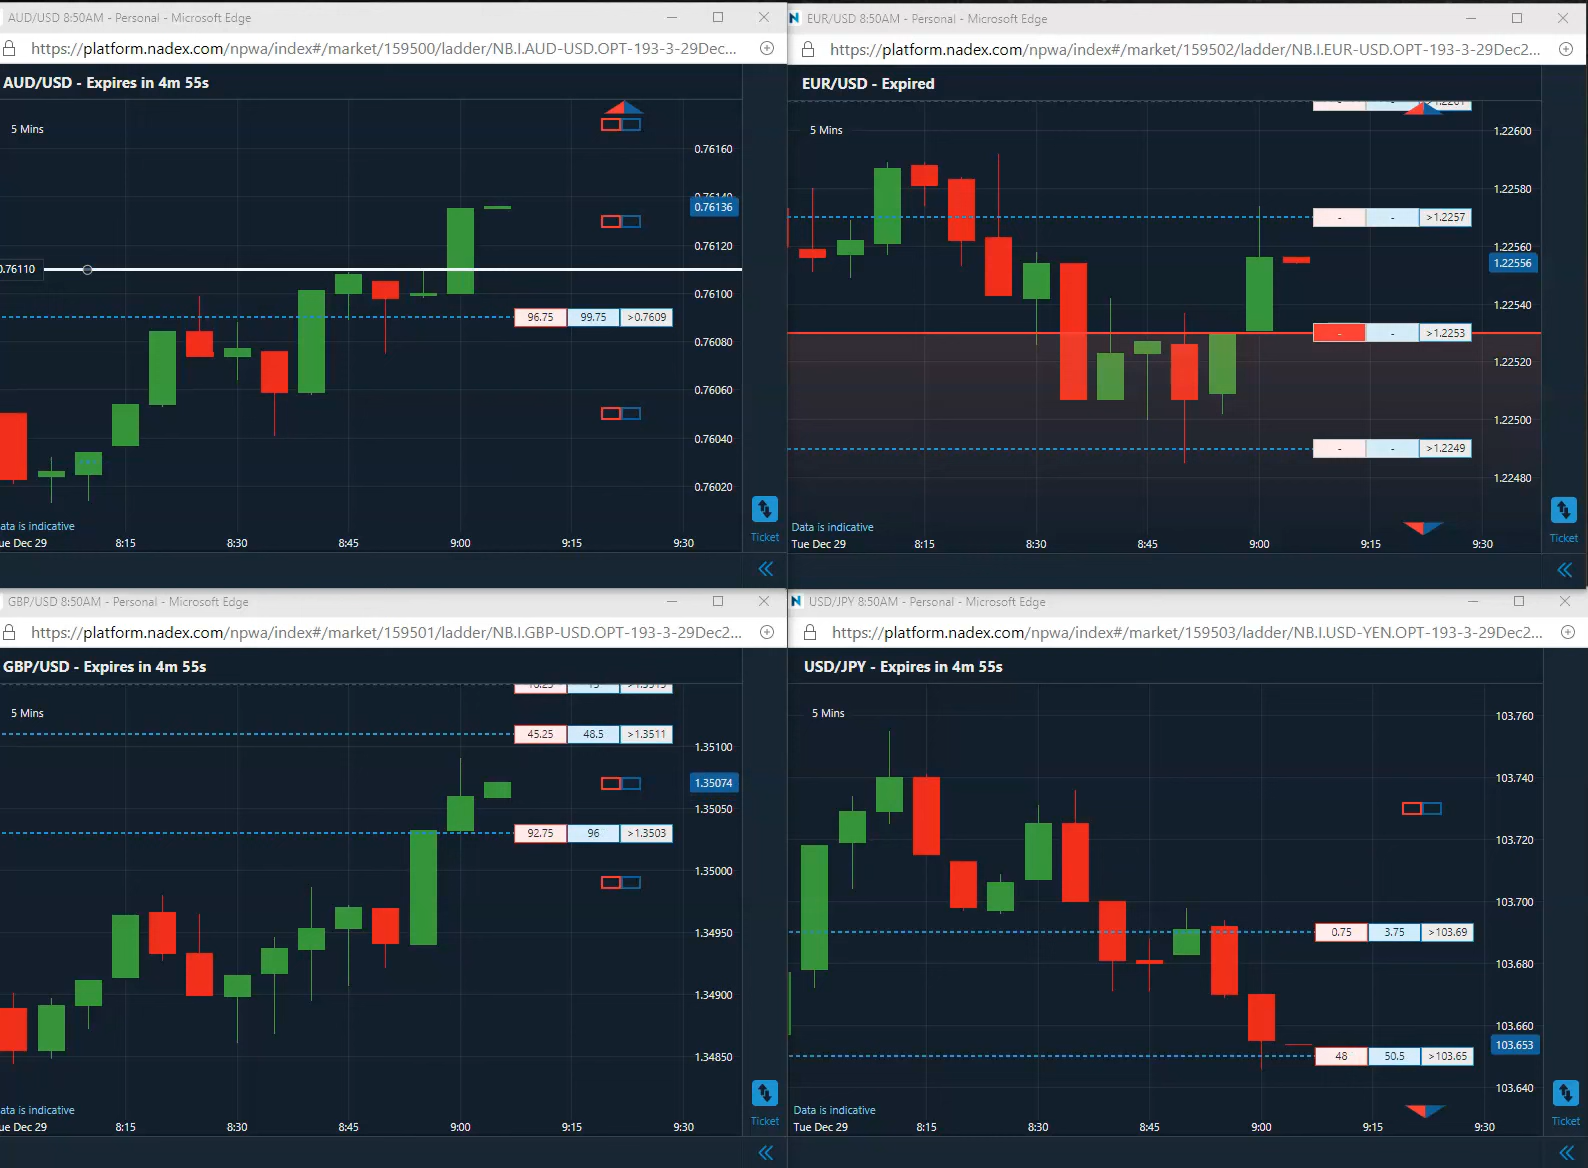 AUD/USD 8:50AM - Personal - Microsoft Edge
https://platform.nadex.com/npwa/index#/market/159500/ladder/NB.I.AUD-USD.OPT-193-3-29Dec...
AUD/USD - Expires in 4m 55s
5 Mins
0.76160
0.76136
0.76120
0.76110
0.76100
96.75 99.75 >0.7609
0.76080
0.76060
0.76040
0.76020
Data is indicative
Tue Dec 29 8:15 8:30 8:45 9:00 9:15 9:30
Ticket
EUR/USD 8:50AM - Personal - Microsoft Edge
https://platform.nadex.com/npwa/index#/market/159502/ladder/NB.I.EUR-USD.OPT-193-3-29Dec2...
EUR/USD - Expired
5 Mins
- - >1.2261
1.22600
1.22580
- - >1.2257
1.22560
1.22556
1.22540
- - >1.2253
1.22520
1.22500
- - >1.2249
1.22480
Data is indicative
Tue Dec 29 8:15 8:30 8:45 9:00 9:15 9:30
Ticket
GBP/USD 8:50AM - Personal - Microsoft Edge
https://platform.nadex.com/npwa/index#/market/159501/ladder/NB.I.GBP-USD.OPT-193-3-29Dec2...
GBP/USD - Expires in 4m 55s
5 Mins
45.25 48.5 >1.3511
1.35100
1.35074
1.35050
92.75 96 >1.3503
1.35000
1.34950
1.34900
1.34850
Data is indicative
Tue Dec 29 8:15 8:30 8:45 9:00 9:15 9:30
Ticket
USD/JPY 8:50AM - Personal - Microsoft Edge
https://platform.nadex.com/npwa/index#/market/159503/ladder/NB.I.USD-YEN.OPT-193-3-29Dec2...
USD/JPY - Expires in 4m 55s
5 Mins
103.760
103.740
103.720
103.700
0.75 3.75 >103.69
103.680
103.660
103.653
48 50.5 >103.65
103.640
Data is indicative
Tue Dec 29 8:15 8:30 8:45 9:00 9:15 9:30
Ticket